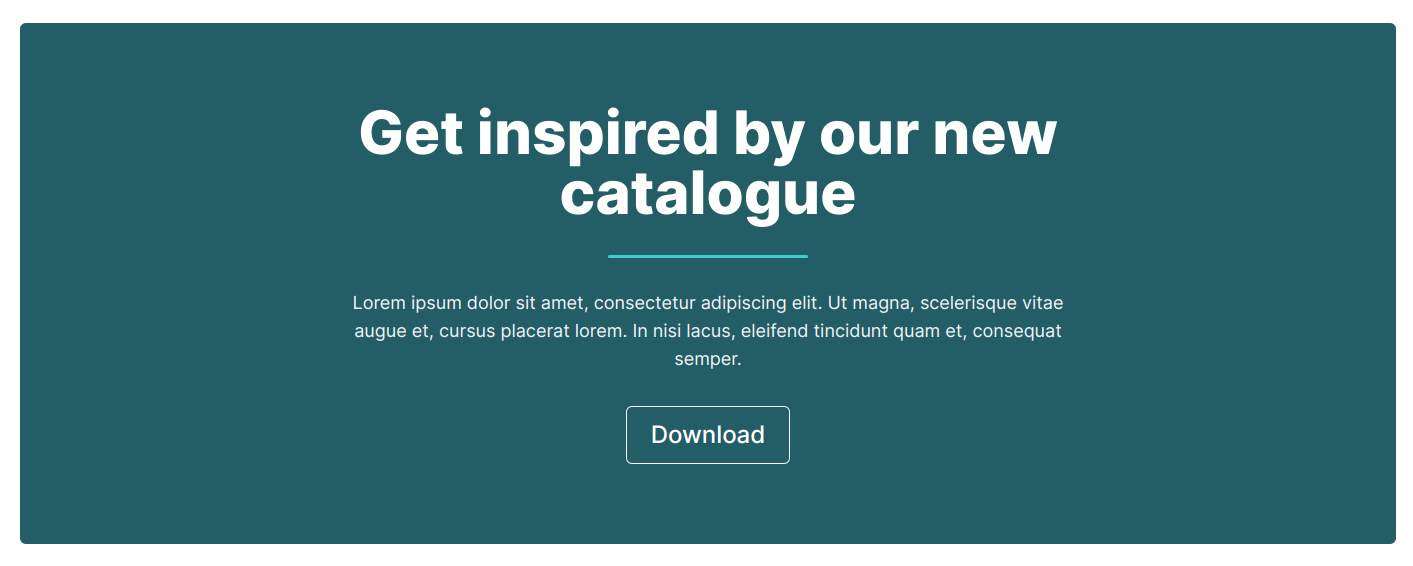 Get inspired by our new
catalogue
Lorem ipsum dolor sit amet, consectetur adipiscing elit. Ut magna, scelerisque vitae
augue et, cursus placerat lorem. In nisi lacus, eleifend tincidunt quam et, consequat
semper.
Download